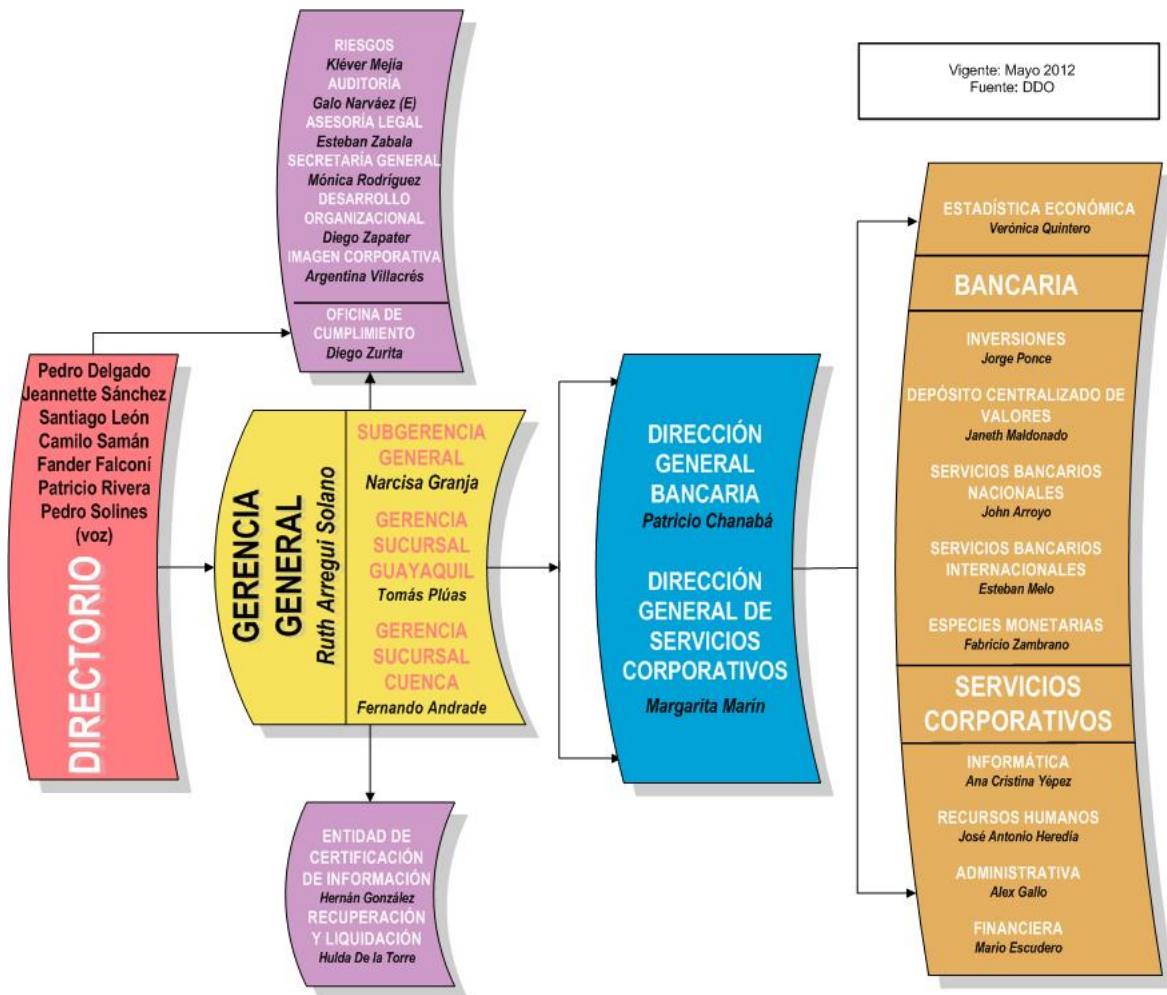 RIESGOS
Kléver Mejía
AUDITORÍA
Galo Narváez (E)
ASESORÍA LEGAL
Esteban Zabala
SECRETARÍA GENERAL
Mónica Rodríguez
DESARROLLO
ORGANIZACIONAL
Diego Zapater
IMAGEN CORPORATIVA
Argentina Villacrés
OFICINA DE
CUMPLIMIENTO
Diego Zurita
Vigente: Mayo 2012
Fuente: DDO
Pedro Delgado
Jeannette Sánchez
Santiago León
Camilo Samán
Fander Falconí
Patricio Rivera
Pedro Solines
(voz)
DIRECTORIO
GERENCIA
GENERAL
Ruth Arregui Solano
SUBGERENCIA
GENERAL
Narcisa Granja
GERENCIA
SUCURSAL
GUAYAQUIL
Tomás Plúas
GERENCIA
SUCURSAL
CUENCA
Fernando Andrade
ENTIDAD DE
CERTIFICACIÓN
DE INFORMACIÓN
Hernán González
RECUPERACIÓN
Y LIQUIDACIÓN
Hulda De la Torre
DIRECCIÓN
GENERAL
BANCARIA
Patricio Chanabá
DIRECCIÓN
GENERAL DE
SERVICIOS
CORPORATIVOS
Margarita Marín
ESTADÍSTICA ECONÓMICA
Verónica Quintero
BANCARIA
INVERSIONES
Jorge Ponce
DEPÓSITO CENTRALIZADO DE
VALORES
Janeth Maldonado
SERVICIOS BANCARIOS
NACIONALES
John Arroyo
SERVICIOS BANCARIOS
INTERNACIONALES
Esteban Melo
ESPECIES MONETARIAS
Fabricio Zambrano
SERVICIOS
CORPORATIVOS
INFORMÁTICA
Ana Cristina Yépez
RECURSOS HUMANOS
José Antonio Heredia
ADMINISTRATIVA
Alex Gallo
FINANCIERA
Mario Escudero